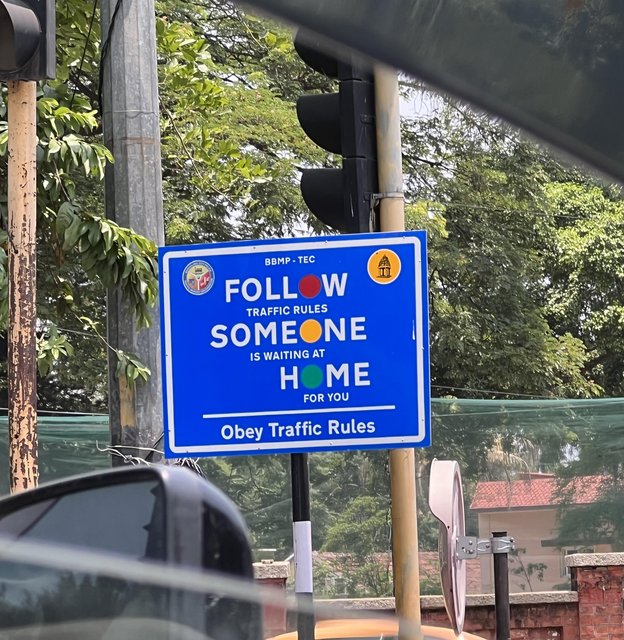 BBMP - TEC
FOLLOW
TRAFFIC RULES
SOMEONE
IS WAITING AT
HOME
FOR YOU
Obey Traffic Rules